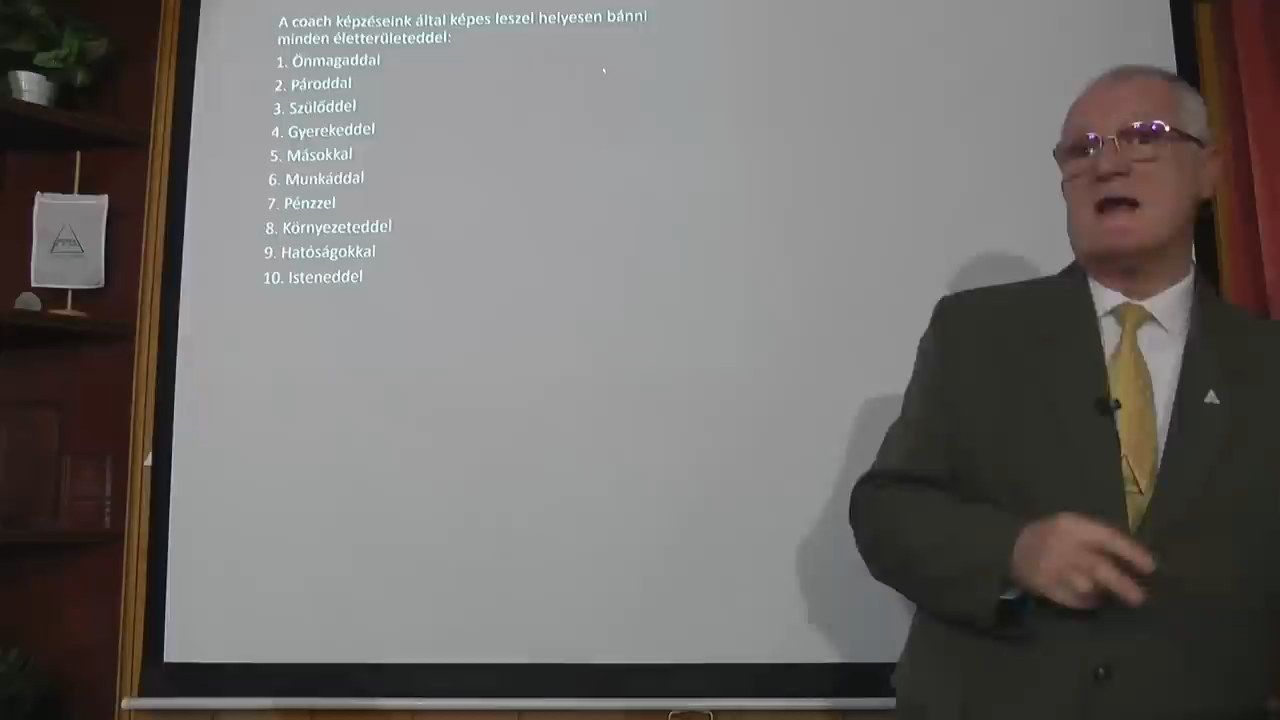 A coach képzéseink által képes leszel helyesen bánni
minden életterületeddel:
1. Önmagaddal
2. Pároddal
3. Szülőddel
4. Gyerekeddel
5. Másokkal
6. Munkáddal
7. Pénzzel
8. Környezeteddel
9. Hatóságokkal
10. Isteneddel